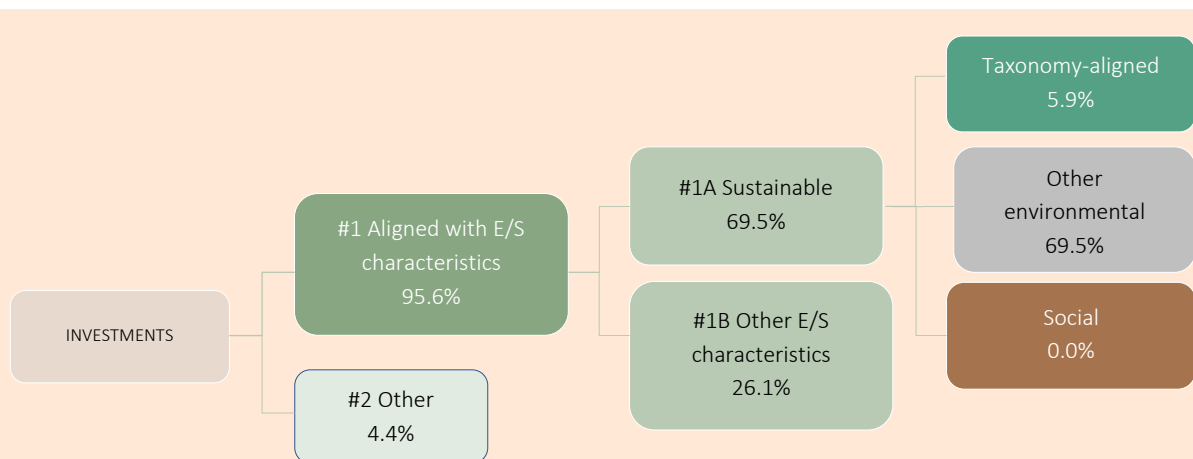 INVESTMENTS
#1 Aligned with E/S
characteristics
95.6%
#2 Other
4.4%
#1A Sustainable
69.5%
#1B Other E/S
characteristics
26.1%
Taxonomy-aligned
5.9%
Other
environmental
69.5%
Social
0.0%